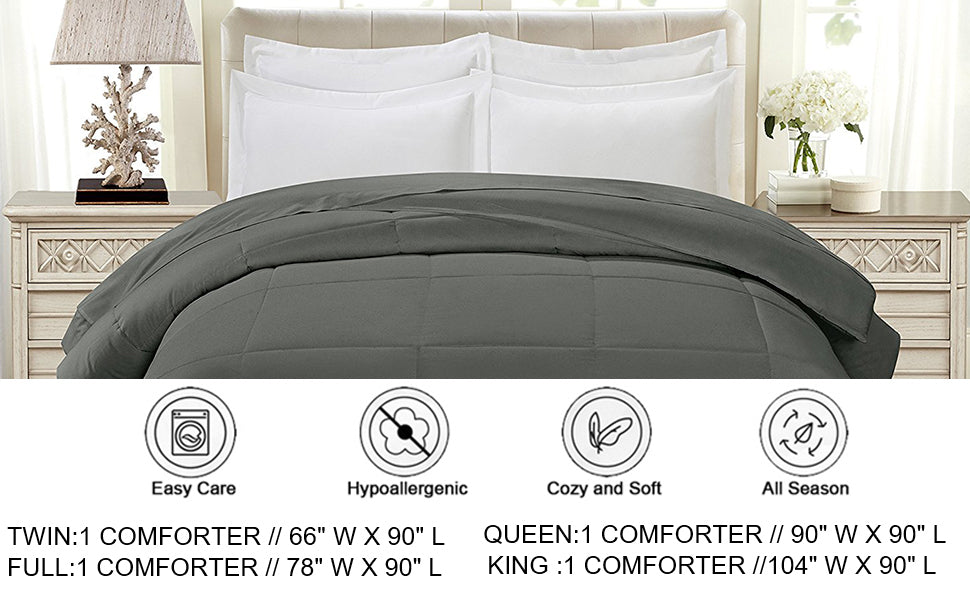 Easy Care
Hypoallergenic
Cozy and Soft
All Season
TWIN:1 COMFORTER // 66" W X 90" L
FULL:1 COMFORTER // 78" W X 90" L
QUEEN:1 COMFORTER // 90" W X 90" L
KING :1 COMFORTER //104" W X 90" L